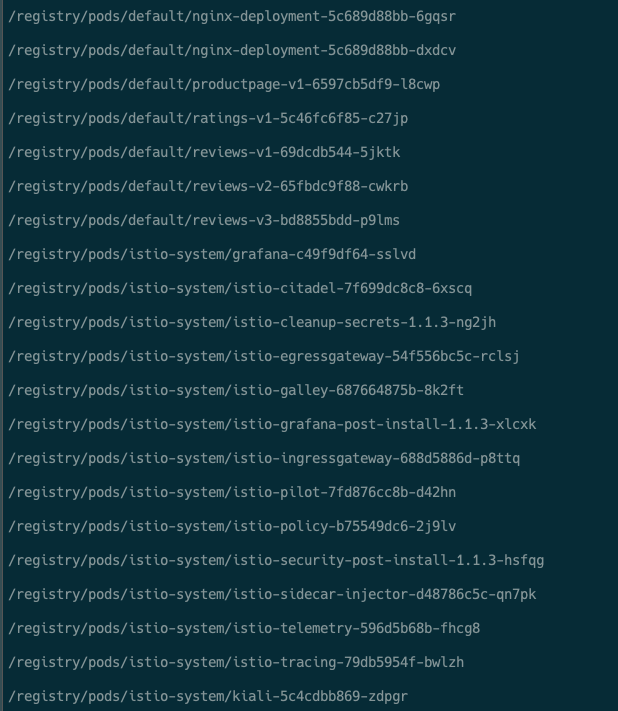 /registry/pods/default/nginx-deployment-5c689d88bb-6gqsr
/registry/pods/default/nginx-deployment-5c689d88bb-dxdcv
/registry/pods/default/productpage-v1-6597cb5df9-l8cwp
/registry/pods/default/ratings-v1-5c46fc6f85-c27jp
/registry/pods/default/reviews-v1-69dcdb544-5jktk
/registry/pods/default/reviews-v2-65fbdc9f88-cwkrb
/registry/pods/default/reviews-v3-bd8855bdd-p9lms
/registry/pods/istio-system/grafana-c49f9df64-sslvd
/registry/pods/istio-system/istio-citadel-7f699dc8c8-6xscq
/registry/pods/istio-system/istio-cleanup-secrets-1.1.3-ng2jh
/registry/pods/istio-system/istio-egressgateway-54f556bc5c-rclsj
/registry/pods/istio-system/istio-galley-687664875b-8k2ft
/registry/pods/istio-system/istio-grafana-post-install-1.1.3-xlcxk
/registry/pods/istio-system/istio-ingressgateway-688d5886d-p8ttq
/registry/pods/istio-system/istio-pilot-7fd876cc8b-d42hn
/registry/pods/istio-system/istio-policy-b75549dc6-2j9lv
/registry/pods/istio-system/istio-security-post-install-1.1.3-hsfqg
/registry/pods/istio-system/istio-sidecar-injector-d48786c5c-qn7pk
/registry/pods/istio-system/istio-telemetry-596d5b68b-fhcg8
/registry/pods/istio-system/istio-tracing-79db5954f-bwlzh
/registry/pods/istio-system/kiali-5c4cdbb869-zdpgr